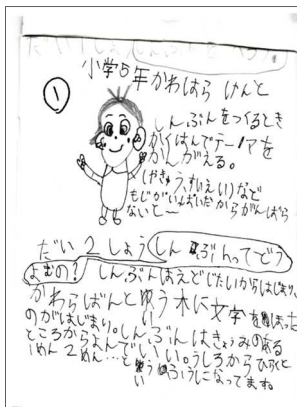 小学5年かわはら けんと
①
しんぶんをつくるとき
かくはんでテーマを
かんがえる。
(やきゅう、すいえい)など
もじがいっぱいだからがんばら
ないと〜
だい2しょう しんぶんってどう
よむの? しんぶんはえどじだいからはじまり、
かわらばんと言う木に文字をほった
のがはじまり。しんぶんはきょうみのある
ところからよんでいい。うしろからひらくと
1めん 2めん…と言うふうになってます。